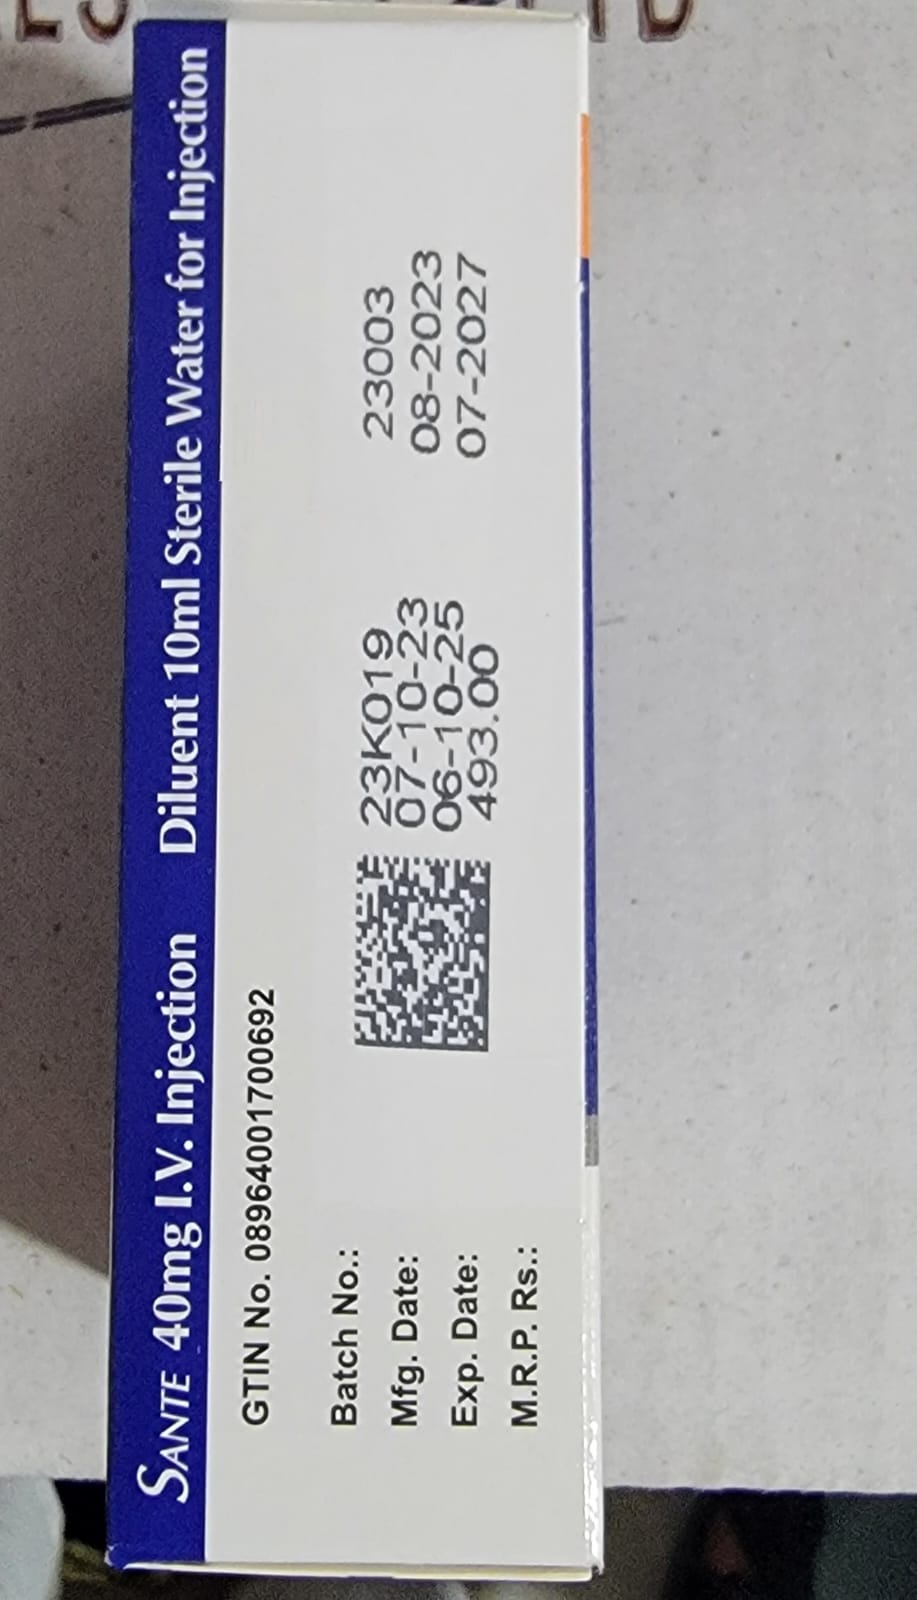 SANTE 40mg I.V. Injection Diluent 10ml Sterile Water for Injection
GTIN No. 08964001700692
Batch No.: 23K019 23003
Mfg. Date: 07-10-23 08-2023
Exp. Date: 06-10-25 07-2027
M.R.P. Rs.: 493.00